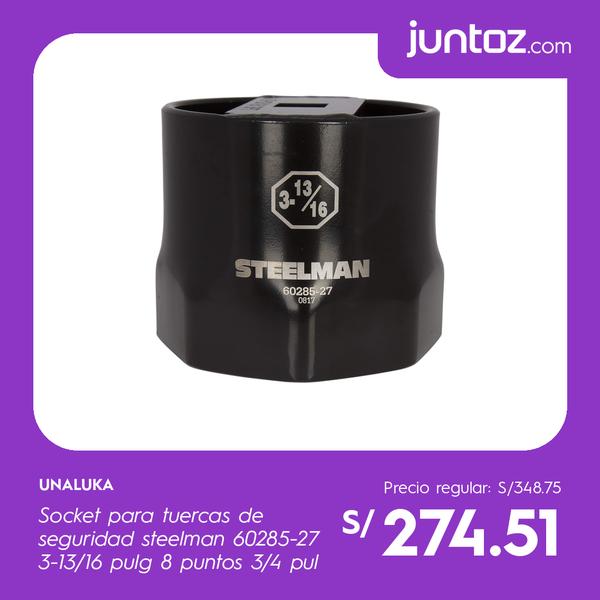 juntoz.com
3-13/16
STEELMAN
60285-27
0817
UNALUKA
Socket para tuercas de
seguridad steelman 60285-27
3-13/16 pulg 8 puntos 3/4 pul
Precio regular: S/348.75
S/274.51